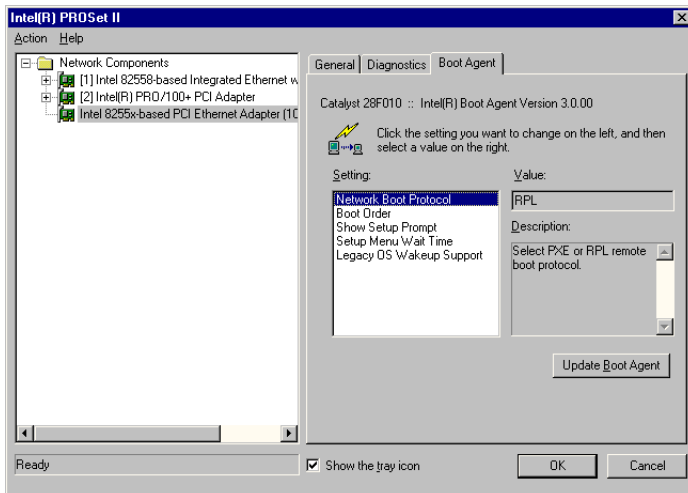 Intel(R) PROSet II
Action Help
Network Components
[1] Intel 82558-based Integrated Ethernet w
[2] Intel(R) PRO/100+ PCI Adapter
Intel 8255x-based PCI Ethernet Adapter (10
General Diagnostics Boot Agent
Catalyst 28F010 :: Intel(R) Boot Agent Version 3.0.00
Click the setting you want to change on the left, and then
select a value on the right.
Setting:
Network Boot Protocol
Boot Order
Show Setup Prompt
Setup Menu Wait Time
Legacy OS Wakeup Support
Value:
RPL
Description:
Select PXE or RPL remote
boot protocol.
Update Boot Agent
Ready
Show the tray icon
OK
Cancel